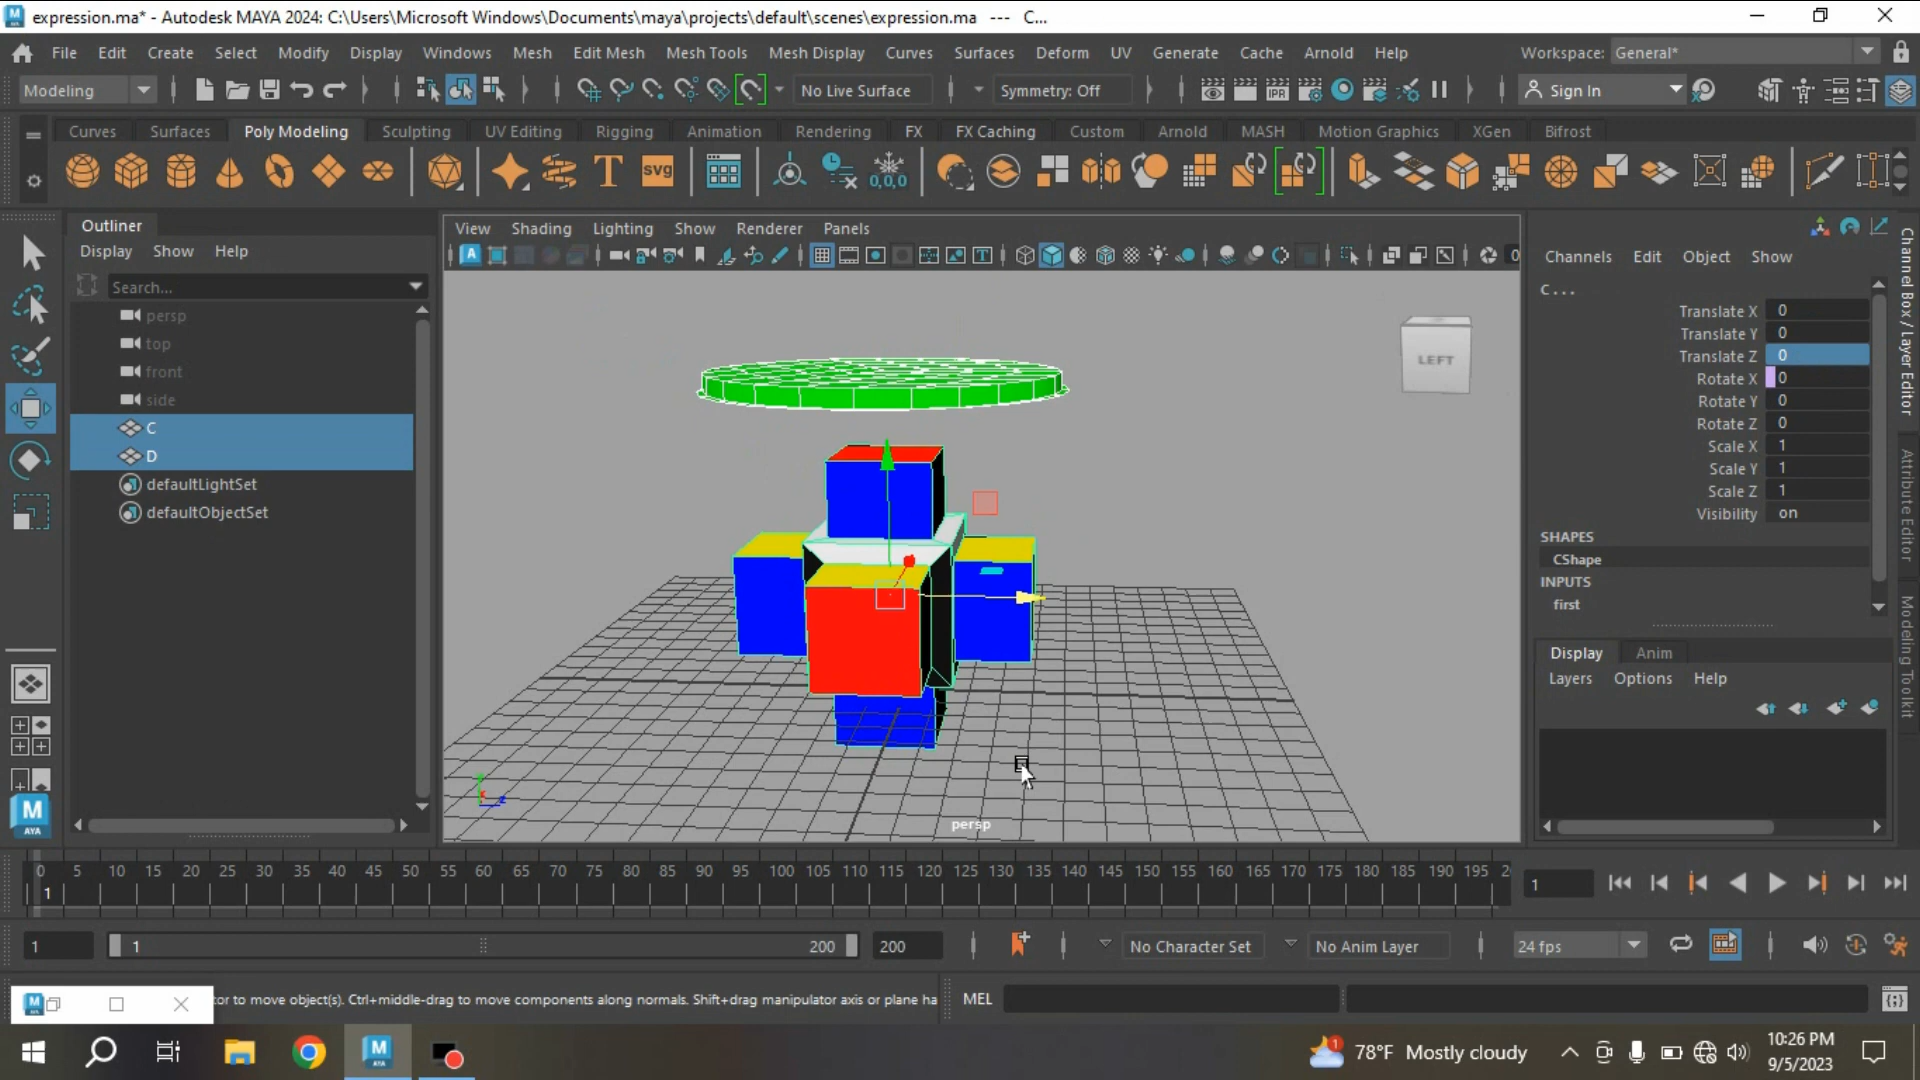 expression.ma* - Autodesk MAYA 2024: C:\Users\Microsoft Windows\Documents\maya\projects\default\scenes\expression.ma --- C...
File Edit Create Select Modify Display Windows Mesh Edit Mesh Mesh Tools Mesh Display Curves Surfaces Deform UV Generate Cache Arnold Help Workspace: General*
Modeling No Live Surface Symmetry: Off Sign In
Curves Surfaces Poly Modeling Sculpting UV Editing Rigging Animation Rendering FX FX Caching Custom Arnold MASH Motion Graphics XGen Bifrost
T SVG 0,0,0
Outliner
Display Show Help
Search...
persp
top
front
side
C
D
defaultLightSet
defaultObjectSet
View Shading Lighting Show Renderer Panels
LEFT
persp
Channels Edit Object Show
C...
Translate X 0
Translate Y 0
Translate Z 0
Rotate X 0
Rotate Y 0
Rotate Z 0
Scale X 1
Scale Y 1
Scale Z 1
Visibility on
SHAPES
CShape
INPUTS
first
Display Anim
Layers Options Help
Channel Box / Layer Editor
Attribute Editor
Modeling Toolkit
0 5 10 15 20 25 30 35 40 45 50 55 60 65 70 75 80 85 90 95 100 105 110 115 120 125 130 135 140 145 150 155 160 165 170 175 180 185 190 195 2
1
1
1 1 200 200 No Character Set No Anim Layer 24 fps
tor to move object(s). Ctrl+middle-drag to move components along normals. Shift+drag manipulator axis or plane ha
MEL
78°F Mostly cloudy
10:26 PM
9/5/2023